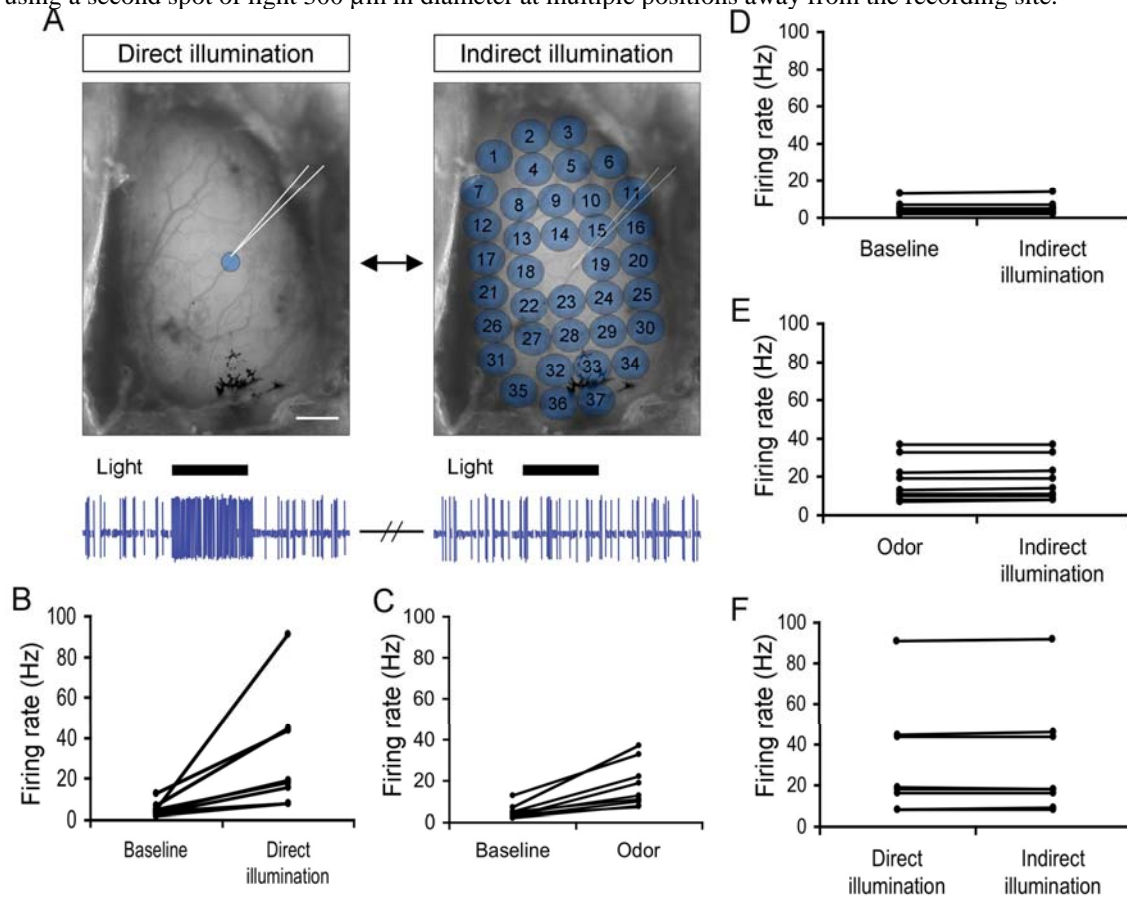 using a second spot of light 300 µm in diameter at multiple positions away from the recording site.
A
Direct illumination
Indirect illumination
1
2
3
4
5
6
7
8
9
10
11
12
13
14
15
16
17
18
19
20
21
22
23
24
25
26
27
28
29
30
31
32
33
34
35
36
37
Light
Light
B
Firing rate (Hz)
100
80
60
40
20
0
Baseline
Direct
illumination
C
Firing rate (Hz)
100
80
60
40
20
0
Baseline
Odor
D
Firing rate (Hz)
100
80
60
40
20
0
Baseline
Indirect
illumination
E
Firing rate (Hz)
100
80
60
40
20
0
Odor
Indirect
illumination
F
Firing rate (Hz)
100
80
60
40
20
0
Direct
illumination
Indirect
illumination